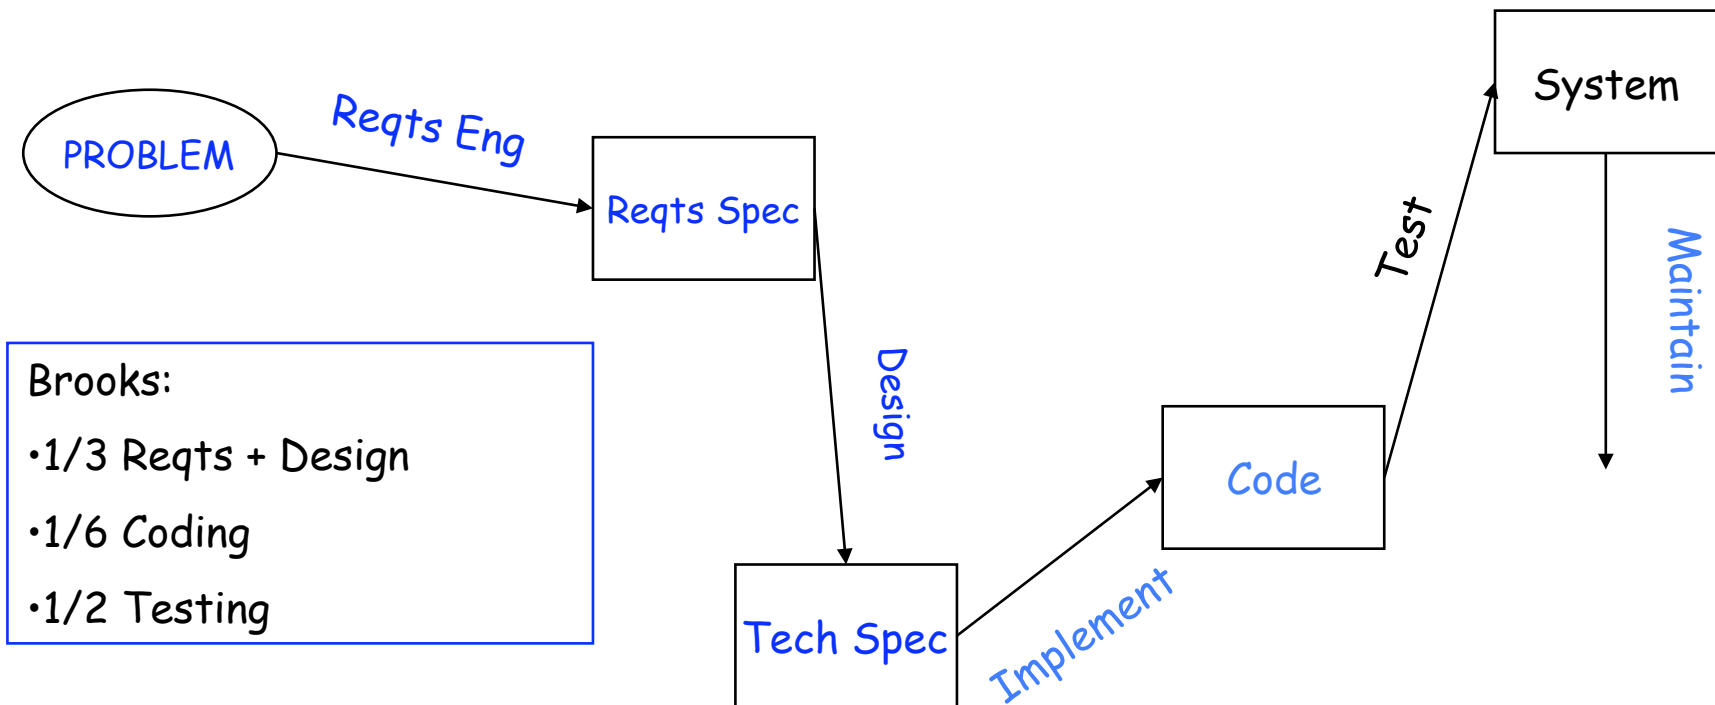 PROBLEM
Reqts Eng
Reqts Spec
Design
Tech Spec
Implement
Code
Test
System
Maintain
Brooks:
•1/3 Reqts + Design
•1/6 Coding
•1/2 Testing